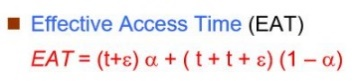 Effective Access Time (EAT)
EAT = (t+ε) α + ( t + t + ε) (1 – α)